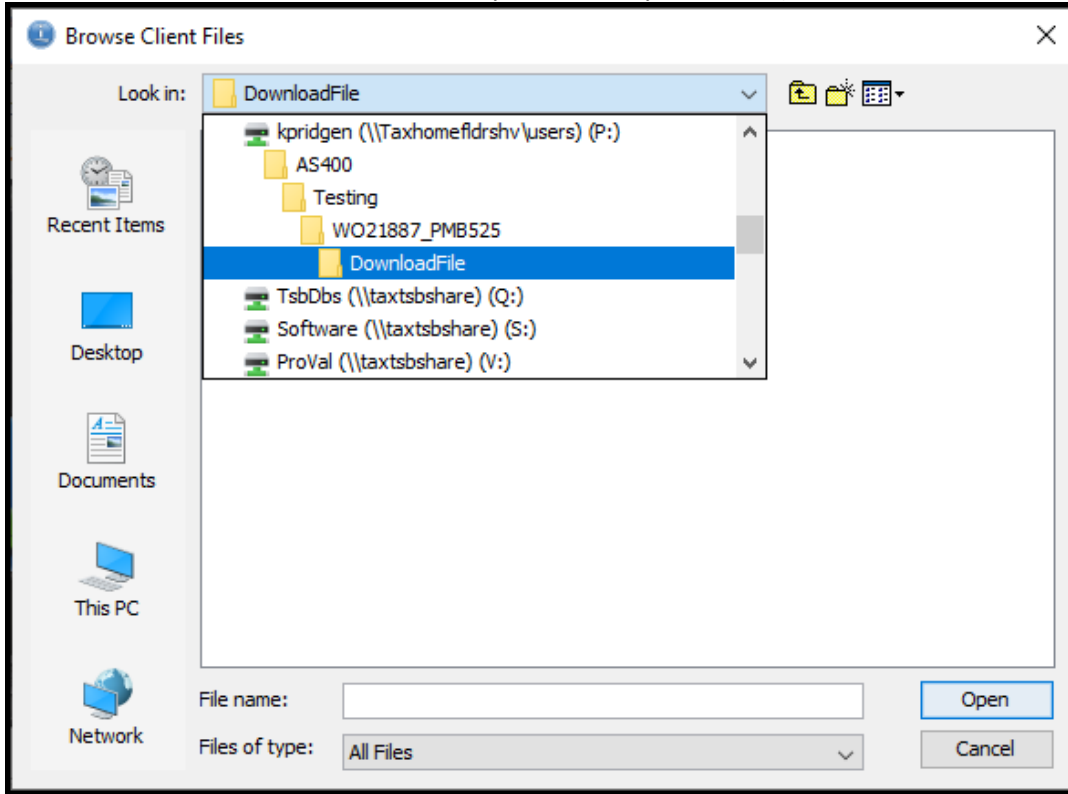 Browse Client Files
Look in:
DownloadFile
kpridgen (\\Taxhomefldrshv\users) (P:)
AS400
Testing
WO21887_PMB525
DownloadFile
TsbDbs (\\taxtsbshare) (Q:)
Software (\\taxtsbshare) (S:)
ProVal (\\taxtsbshare) (V:)
Recent Items
Desktop
Documents
This PC
Network
File name:
Open
Files of type:
All Files
Cancel